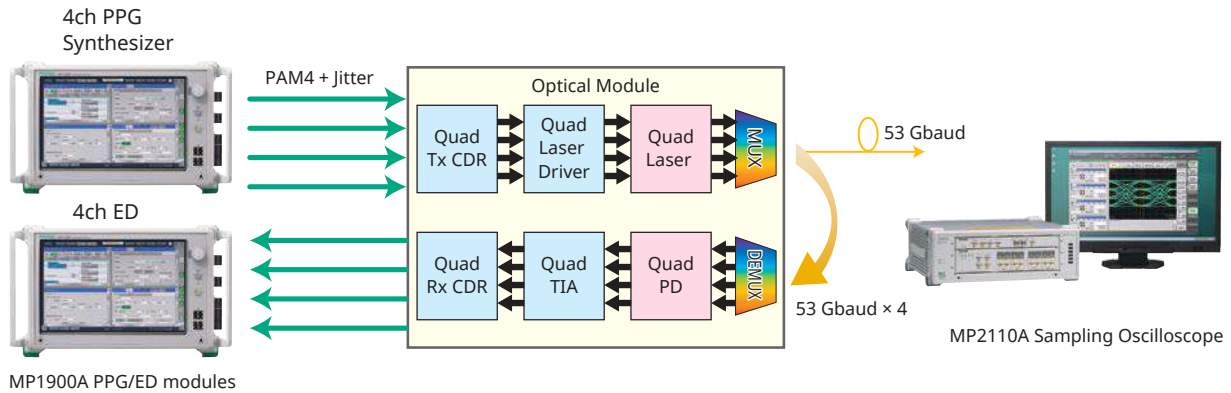 4ch PPG
Synthesizer
PAM4 + Jitter
Optical Module
Quad
Tx CDR
Quad
Laser
Driver
Quad
Laser
MUX
53 Gbaud
4ch ED
Quad
Rx CDR
Quad
TIA
Quad
PD
DEMUX
53 Gbaud × 4
MP2110A Sampling Oscilloscope
MP1900A PPG/ED modules